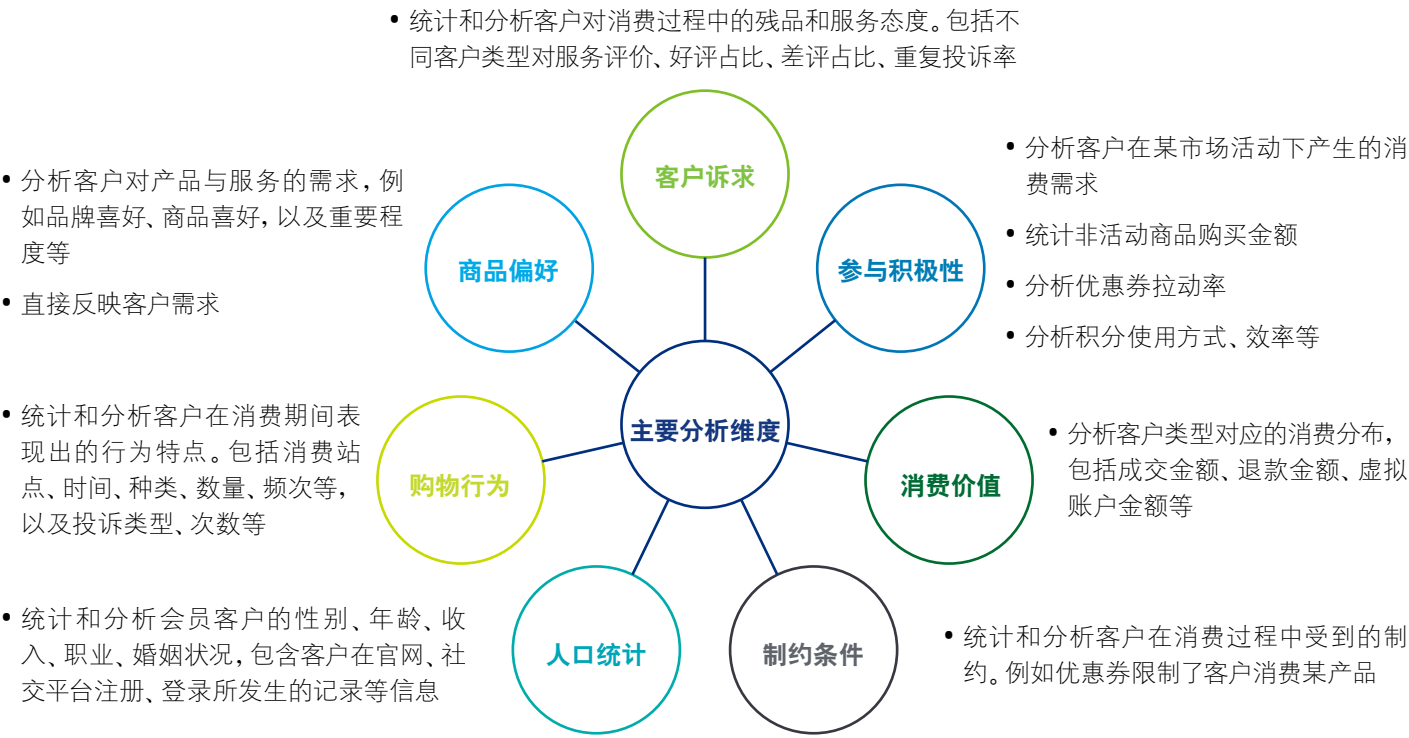 • 统计和分析客户对消费过程中的残品和服务态度。包括不
同客户类型对服务评价、好评占比、差评占比、重复投诉率
客户诉求
• 分析客户对产品与服务的需求，例
如品牌喜好、商品喜好，以及重要程
度等
• 直接反映客户需求
商品偏好
参与积极性
• 分析客户在某市场活动下产生的消
费需求
• 统计非活动商品购买金额
• 分析优惠券拉动率
• 分析积分使用方式、效率等
主要分析维度
• 统计和分析客户在消费期间表
现出的行为特点。包括消费站
点、时间、种类、数量、频次等，
以及投诉类型、次数等
购物行为
消费价值
• 分析客户类型对应的消费分布，
包括成交金额、退款金额、虚拟
账户金额等
• 统计和分析会员客户的性别、年龄、收
入、职业、婚姻状况，包含客户在官网、社
交平台注册、登录所发生的记录等信息
人口统计
制约条件
• 统计和分析客户在消费过程中受到的制
约。例如优惠券限制了客户消费某产品